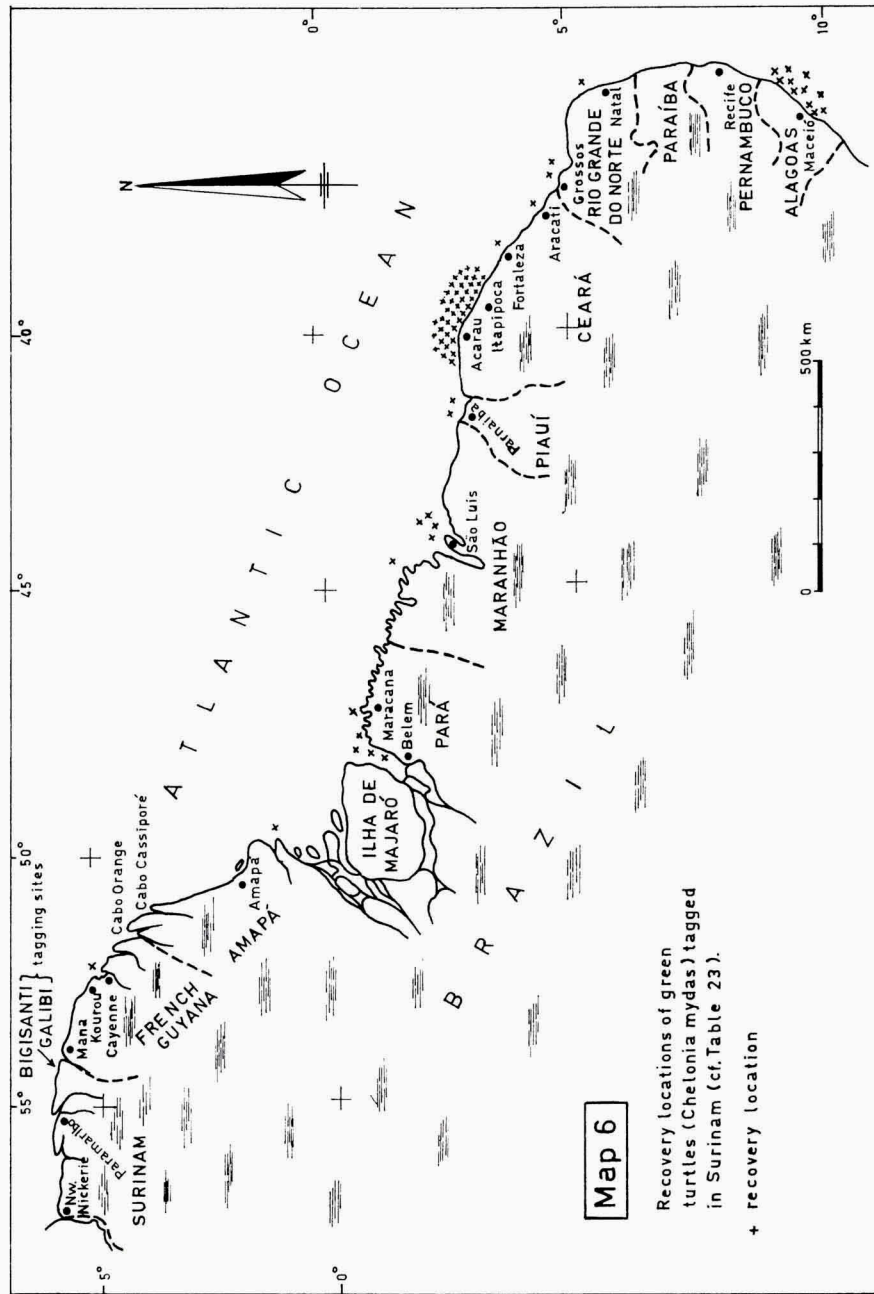 55°
50°
45°
40°
5°
0°
0°
5°
10°
N
ATLANTIC OCEAN
BRAZIL
BIGISANTI
GALIBI
tagging sites
Nw.
Nickerie
Paramaribo
SURINAM
Mana
Kourou
Cayenne
FRENCH
GUYANA
Cabo Orange
Cabo Cassiporé
Amapá
AMAPÁ
ILHA DE
MAJARÓ
Belem
Maracana
PARÁ
MARANHÃO
São Luis
Parnaiba
PIAUÍ
Acarau
Itapipoca
Fortaleza
CEARÁ
Aracati
Grossos
RIO GRANDE
DO NORTE
Natal
PARAÍBA
Recife
PERNAMBUCO
ALAGOAS
Maceió
0
500 km
Map 6
Recovery locations of green
turtles (Chelonia mydas) tagged
in Surinam (cf. Table 23).
+ recovery location